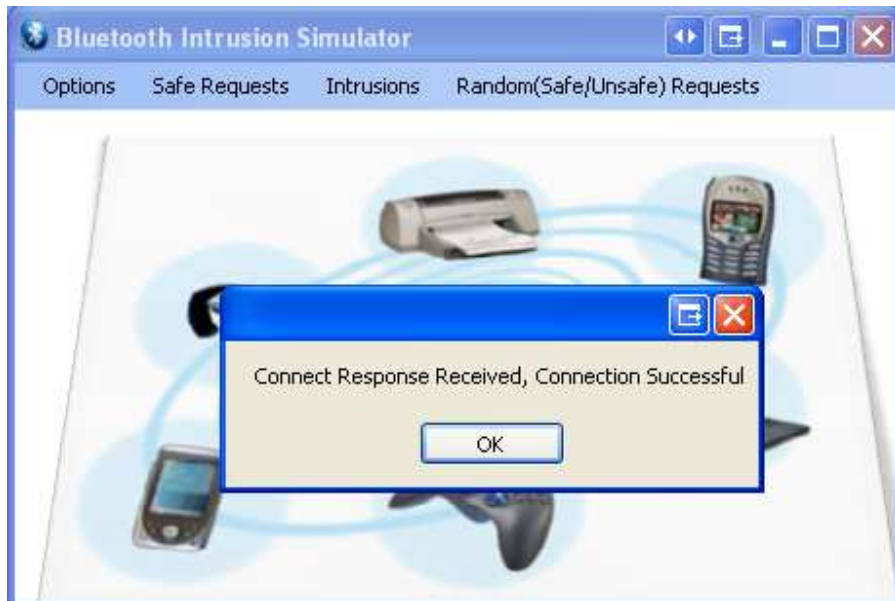 Bluetooth Intrusion Simulator
Options Safe Requests Intrusions Random(Safe/Unsafe) Requests
Connect Response Received, Connection Successful
OK